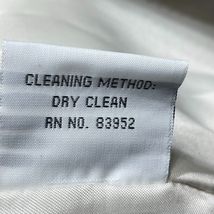 CLEANING METHOD:
DRY CLEAN
RN NO. 83952